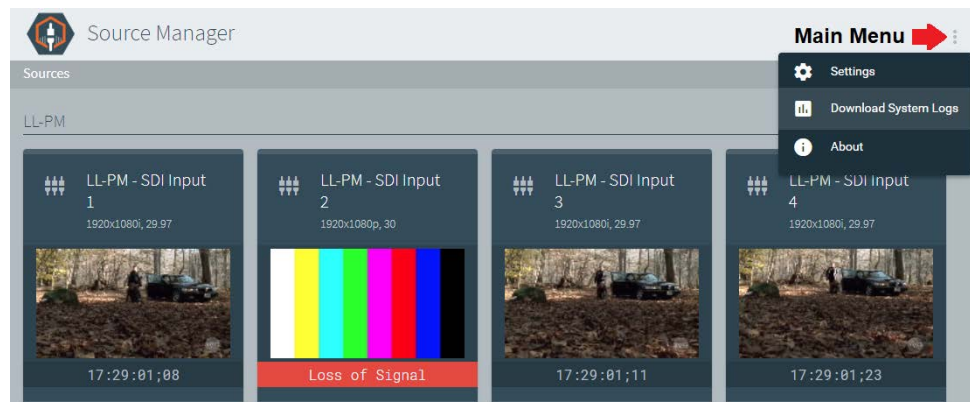 Source Manager
Main Menu
Sources
Settings
Download System Logs
About
LL-PM
LL-PM - SDI Input
1
1920x1080i, 29.97
17:29:01;08
LL-PM - SDI Input
2
1920x1080p, 30
Loss of Signal
LL-PM - SDI Input
3
1920x1080i, 29.97
17:29:01;11
LL-PM - SDI Input
4
1920x1080i, 29.97
17:29:01;23